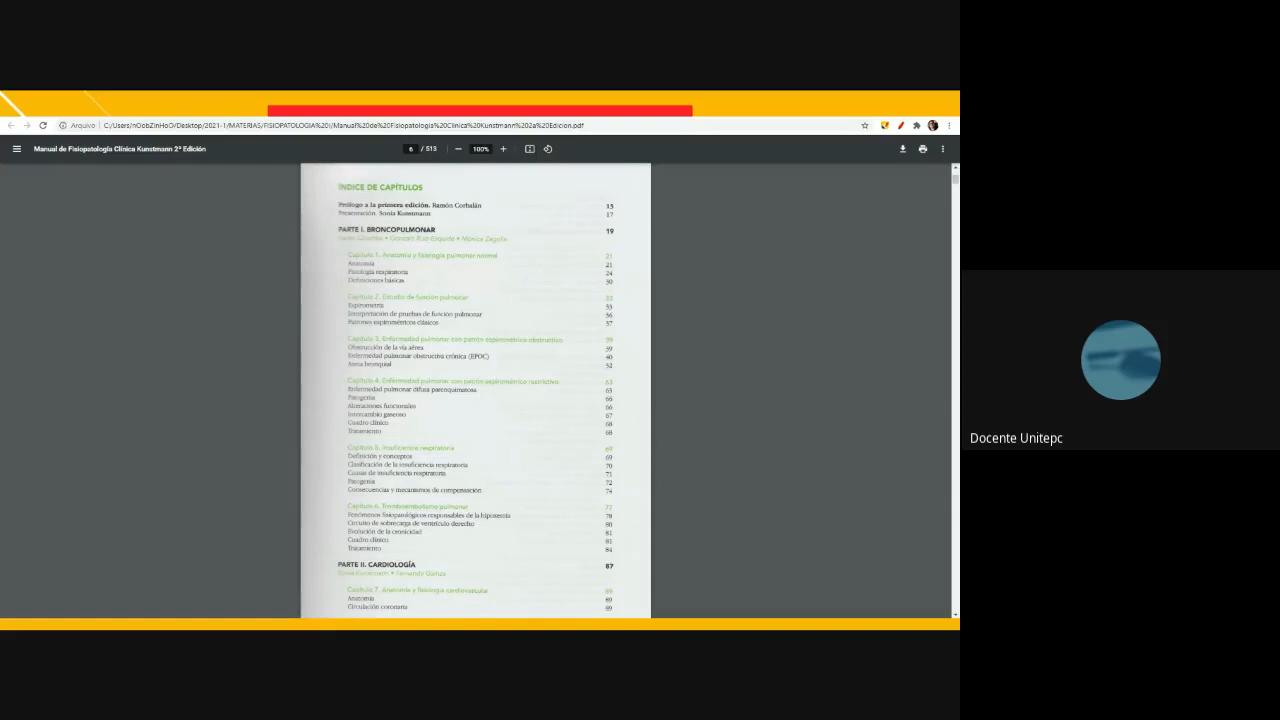 Arquivo | C:/Users/nOobZinHoO/Desktop/2021-1/MATERIAS/FISIOPATOLOGIA%20I/Manual%20de%20Fisiopatologia%20Clinica%20Kunstmann%202a%20Edicion.pdf
Manual de Fisiopatología Clínica Kunstmann 2ª Edición 6 / 513 100%
ÍNDICE DE CAPÍTULOS
Prólogo a la primera edición. Ramón Corbalán 15
Presentación. Sonia Kunstmann 17
PARTE I. BRONCOPULMONAR 19
• Gonzalo Ruiz-Esquide • Mónica Zagolín
Capítulo 1. Anatomía y fisiología pulmonar normal 21
Anatomía 21
Fisiología respiratoria 24
Definiciones básicas 30
Capítulo 2. Estudio de función pulmonar 33
Espirometría
Interpretación de pruebas de función pulmonar 36
Patrones espirométricos clásicos 37
Capítulo 3. Enfermedad pulmonar con patrón espirométrico obstructivo 39
Obstrucción de la vía aérea 39
Enfermedad pulmonar obstructiva crónica (EPOC) 40
Asma bronquial 52
Capítulo 4. Enfermedad pulmonar con patrón espirométrico restrictivo 63
Enfermedad pulmonar difusa parenquimatosa 63
Patogenia 66
Alteraciones funcionales 66
Intercambio gaseoso 67
Cuadro clínico 68
Tratamiento 68
Capítulo 5. Insuficiencia respiratoria 69
Definición y conceptos 69
Clasificación de la insuficiencia respiratoria 70
Causas de insuficiencia respiratoria 71
Patogenia 72
Consecuencias y mecanismos de compensación 74
Capítulo 6. Tromboembolismo pulmonar 77
Fenómenos fisiopatológicos responsables de la hipoxemia 78
Circuito de sobrecarga de ventrículo derecho 80
Evolución de la cronicidad 81
Cuadro clínico 81
Tratamiento 84
PARTE II. CARDIOLOGÍA 87
Sonia Kunstmann • Fernanda Gainza
Capítulo 7. Anatomía y fisiología cardiovascular 89
Anatomía 89
Circulación coronaria 89
Docente Unitepc